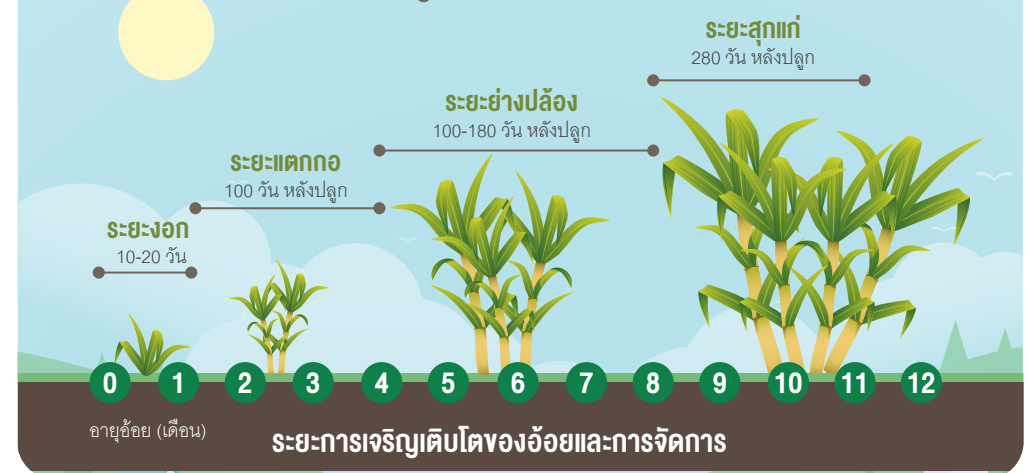 ระยะสุกแก่
280 วัน หลังปลูก
ระยะย่างปล้อง
100-180 วัน หลังปลูก
ระยะแตกกอ
100 วัน หลังปลูก
ระยะงอก
10-20 วัน
0 1 2 3 4 5 6 7 8 9 10 11 12
อายุอ้อย (เดือน)
ระยะการเจริญเติบโตของอ้อยและการจัดการ